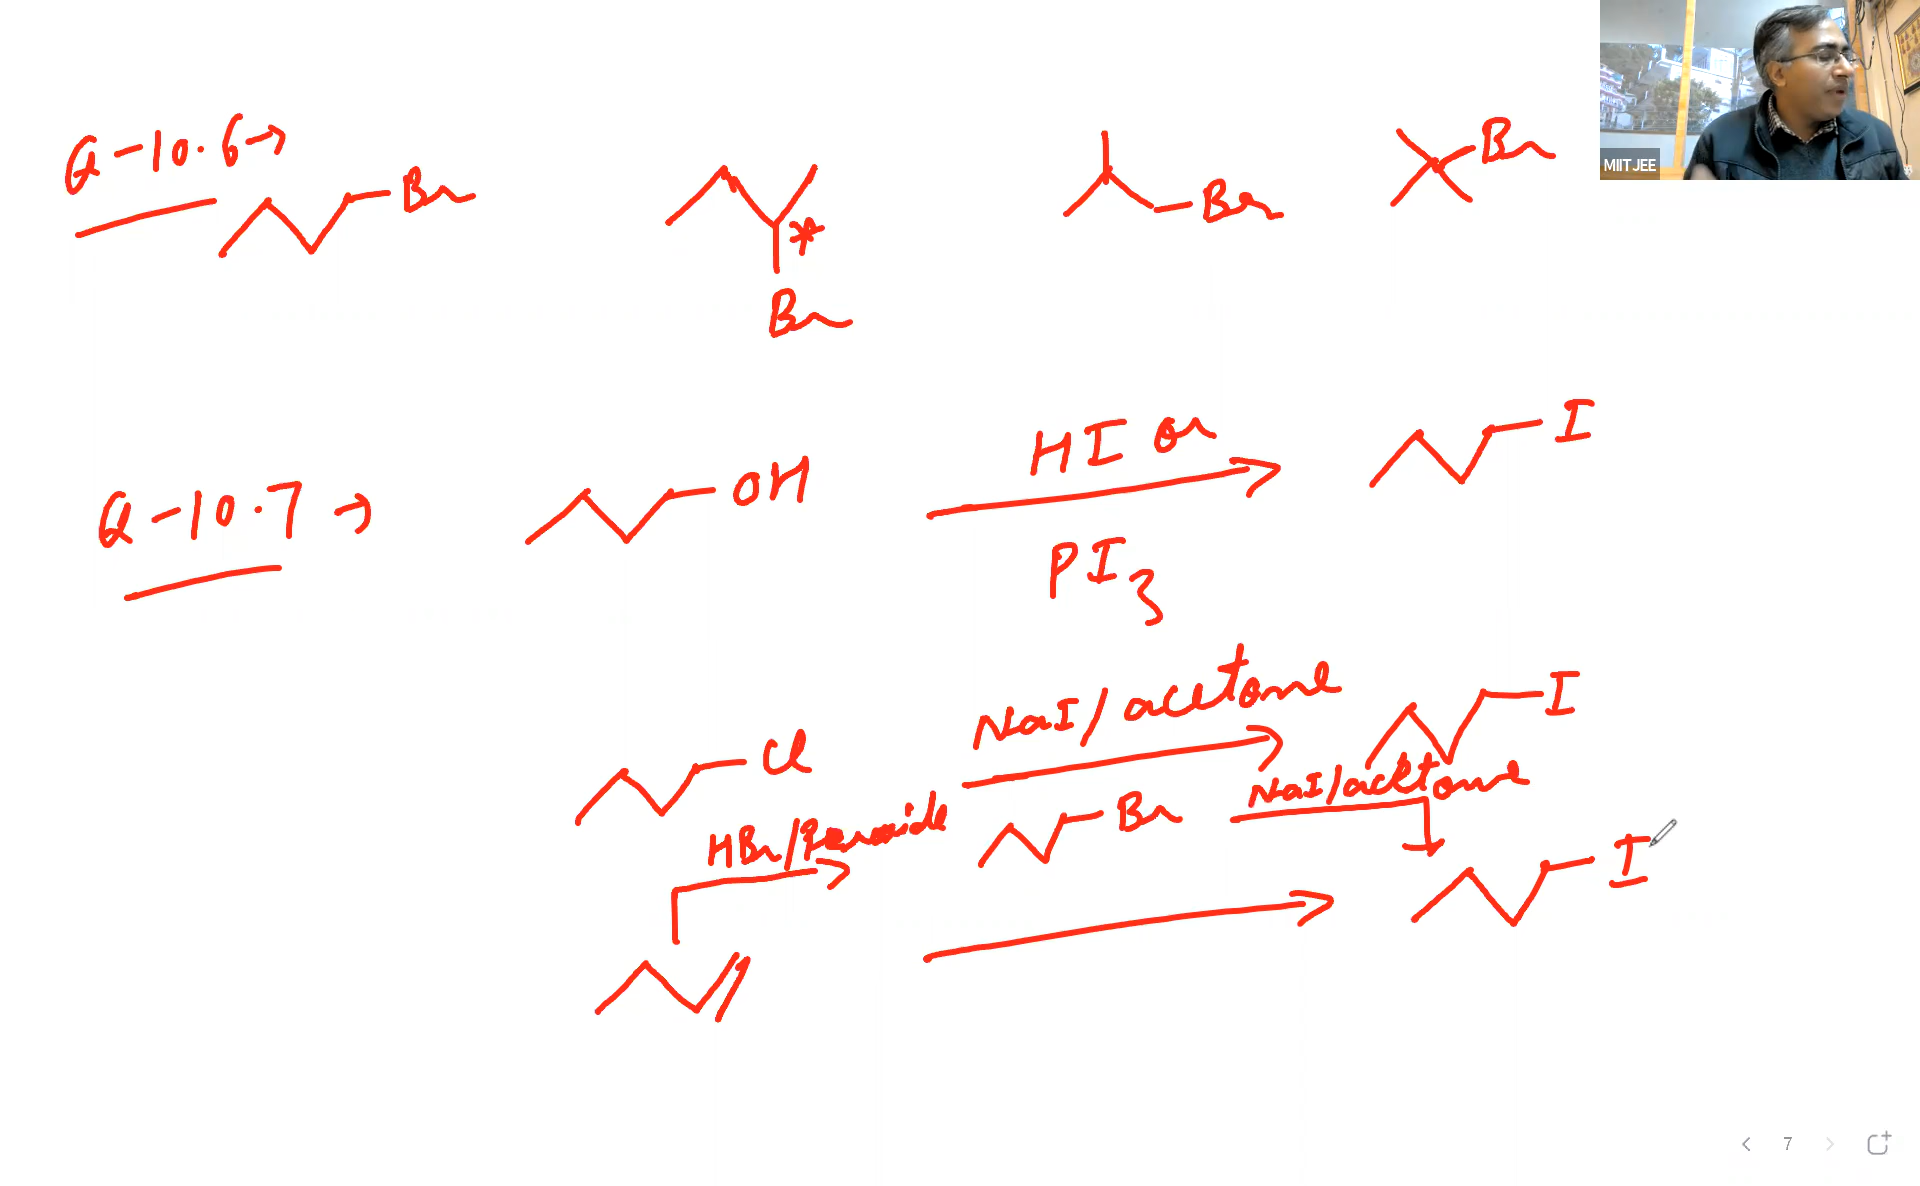 Q-10.6→
Br
Br
Br
Br
*
MIIT JEE
Q-10.7→
OH
HI or
PI3
I
Cl
NaI/acetone
I
HBr/Peroxide
Br
NaI/acetone
I
7